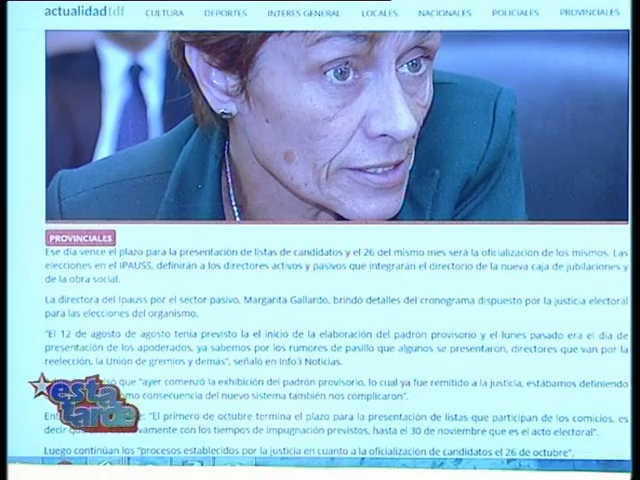 actualidadtdf CULTURA DEPORTES INTERES GENERAL LOCALES NACIONALES POLICIALES PROVINCIALES
PROVINCIALES
Ese día vence el plazo para la presentación de listas de candidatos y el 26 del mismo mes será la oficialización de los mismos. Las
elecciones en el IPAUSS, definirán a los directores activos y pasivos que integrarán el directorio de la nueva caja de jubilaciones y
de la obra social.
La directora del Ipauss por el sector pasivo, Margarita Gallardo, brindó detalles del cronograma dispuesto por la justicia electoral
para las elecciones del organismo.
"El 12 de agosto de agosto tenía previsto la el inicio de la elaboración del padrón provisorio y el lunes pasado era el día de
presentación de los apoderados, ya sabemos por los rumores de pasillo que algunos se presentaron, directores que van por la
reelección, la Unión de gremios y demás", señaló en Info3 Noticias.
só que "ayer comenzó la exhibición del padrón provisorio, lo cual ya fue remitido a la justicia, estábamos definiendo
mo consecuencia del nuevo sistema también nos complicaron".
esta
tarde
: "El primero de octubre termina el plazo para la presentación de listas que participan de los comicios, es
decir con los tiempos de impugnación previstos, hasta el 30 de noviembre que es el acto electoral".
Luego continúan los "procesos establecidos por la justicia en cuanto a la oficialización de candidatos el 26 de octubre".